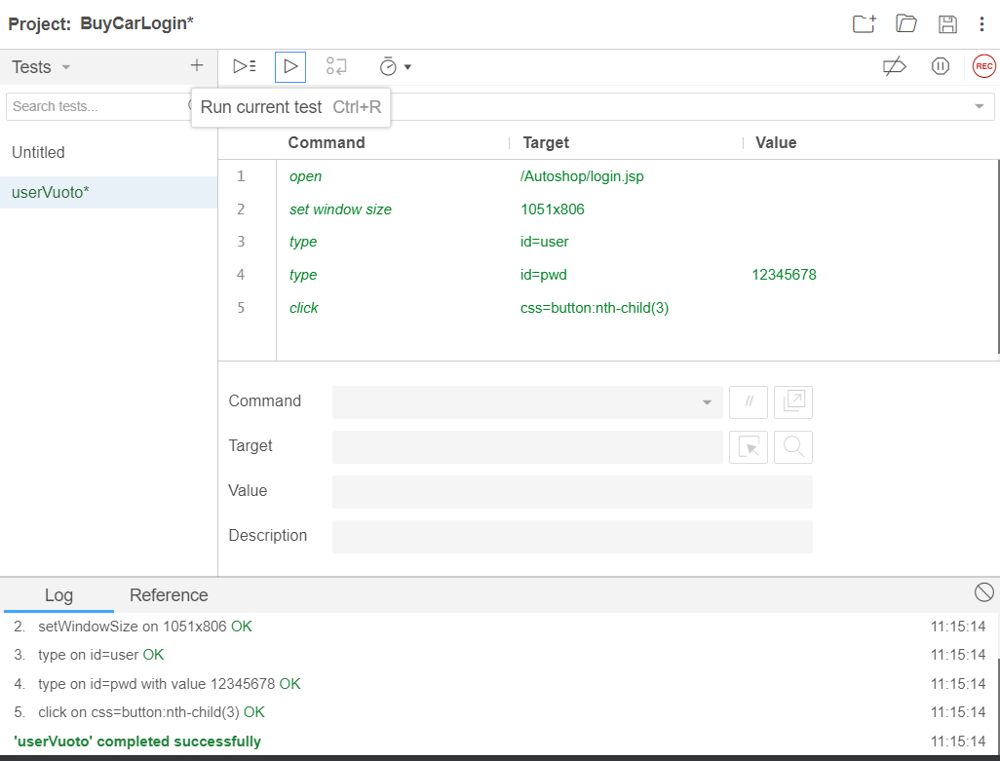 Project: BuyCarLogin*
Tests
REC
Search tests...
Run current test Ctrl+R
Command Target Value
Untitled
userVuoto*
1 open /Autoshop/login.jsp
2 set window size 1051x806
3 type id=user
4 type id=pwd 12345678
5 click css=button:nth-child(3)
Command //
Target
Value
Description
Log Reference
2. setWindowSize on 1051x806 OK 11:15:14
3. type on id=user OK 11:15:14
4. type on id=pwd with value 12345678 OK 11:15:14
5. click on css=button:nth-child(3) OK 11:15:14
'userVuoto' completed successfully 11:15:14